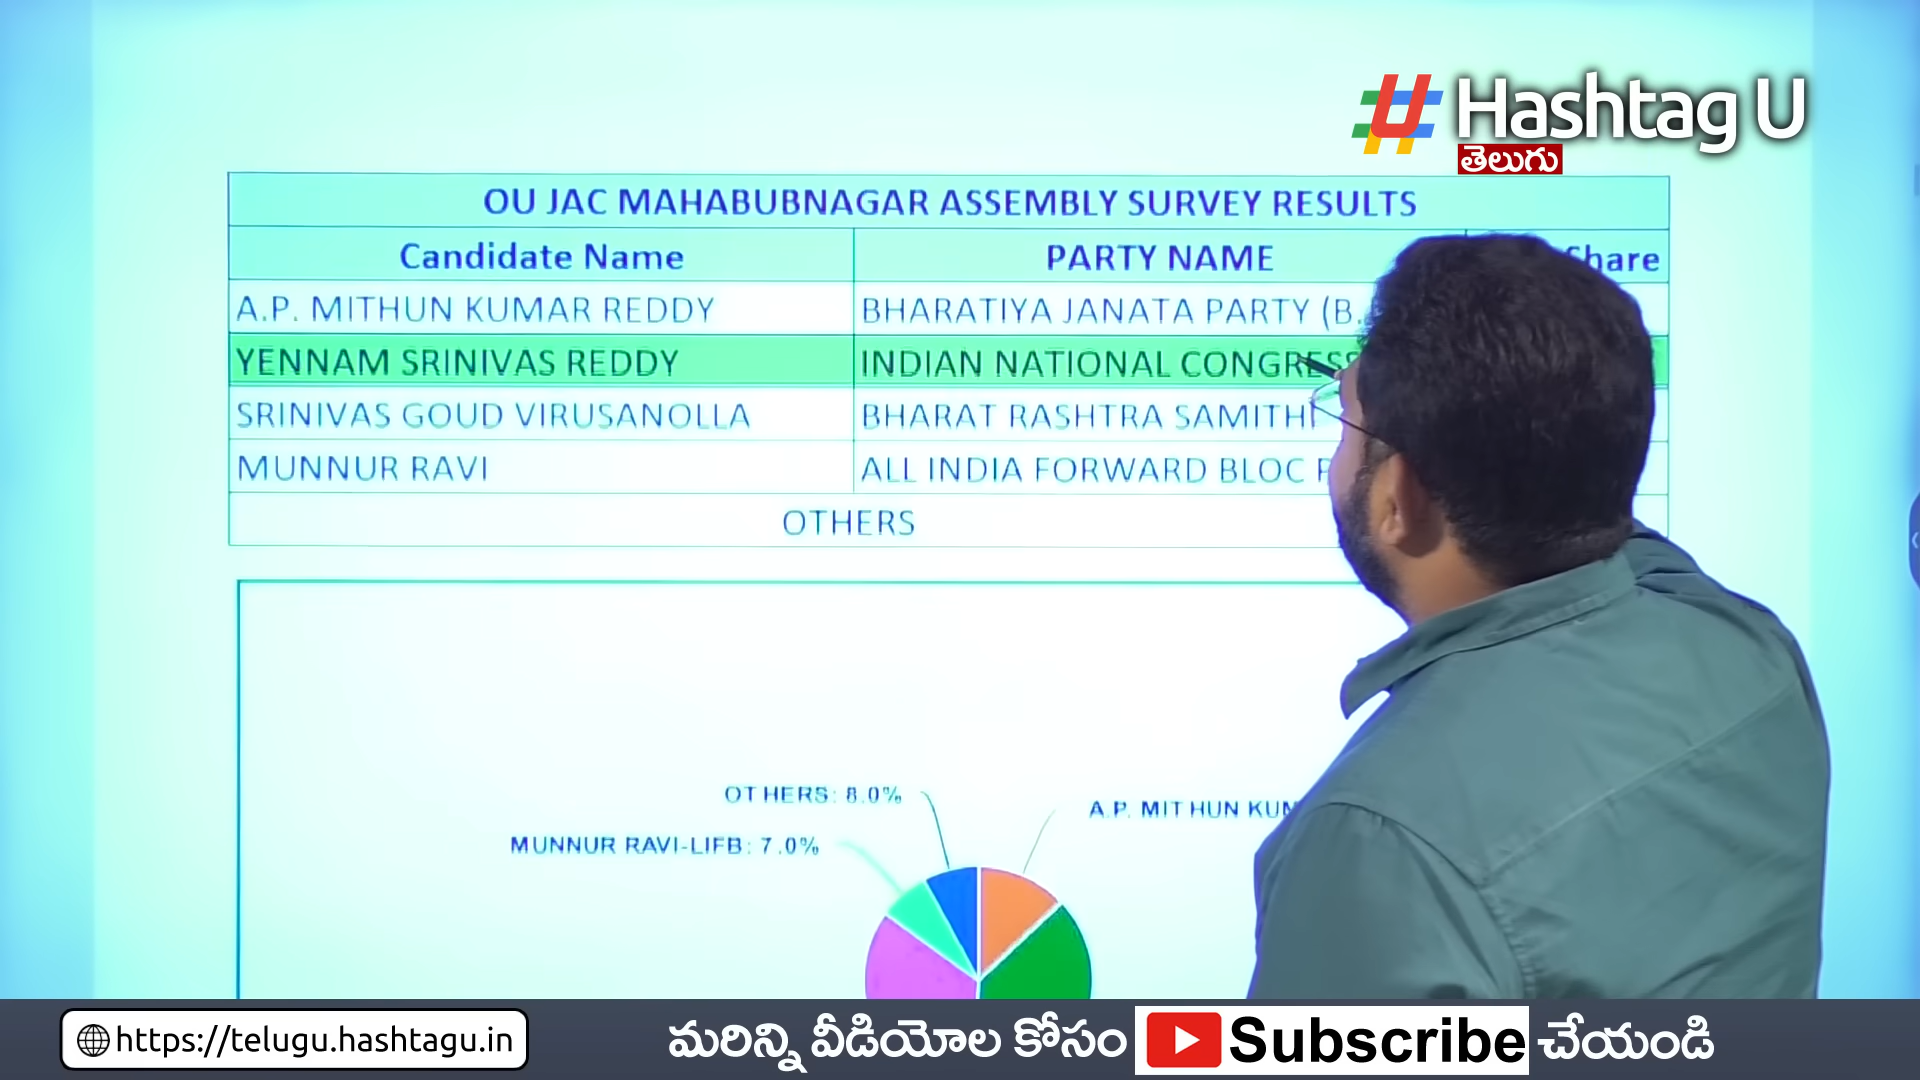 Hashtag U
తెలుగు
OU JAC MAHABUBNAGAR ASSEMBLY SURVEY RESULTS
Candidate Name PARTY NAME Share
A.P. MITHUN KUMAR REDDY BHARATIYA JANATA PARTY (B.
YENNAM SRINIVAS REDDY INDIAN NATIONAL CONGRESS
SRINIVAS GOUD VIRUSANOLLA BHARAT RASHTRA SAMITHI
MUNNUR RAVI ALL INDIA FORWARD BLOC
OTHERS
OTHERS: 8.0%
A.P. MITHUN
MUNNUR RAVI-LIFB: 7.0%
https://telugu.hashtagu.in
మరిన్ని వీడియోల కోసం Subscribe చేయండి